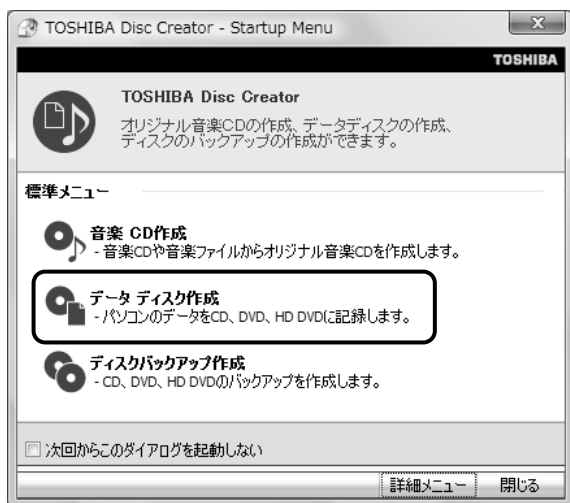 TOSHIBA Disc Creator - Startup Menu
TOSHIBA
TOSHIBA Disc Creator
オリジナル音楽CDの作成、データディスクの作成、
ディスクのバックアップの作成ができます。
標準メニュー
音楽 CD作成
- 音楽CDや音楽ファイルからオリジナル音楽CDを作成します。
データ ディスク作成
- パソコンのデータをCD、DVD、HD DVDに記録します。
ディスクバックアップ作成
- CD、DVD、HD DVDのバックアップを作成します。
次回からこのダイアログを起動しない
詳細メニュー 閉じる